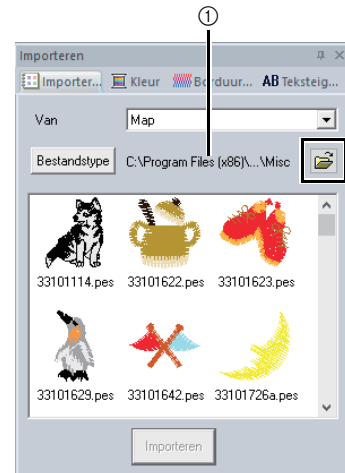 ①
Importeren
Importer... Kleur Borduur... AB Teksteig...
Van Map
Bestandstype C:\Program Files (x86)\...\Misc
33101114.pes 33101622.pes 33101623.pes
33101629.pes 33101642.pes 33101726a.pes
Importeren